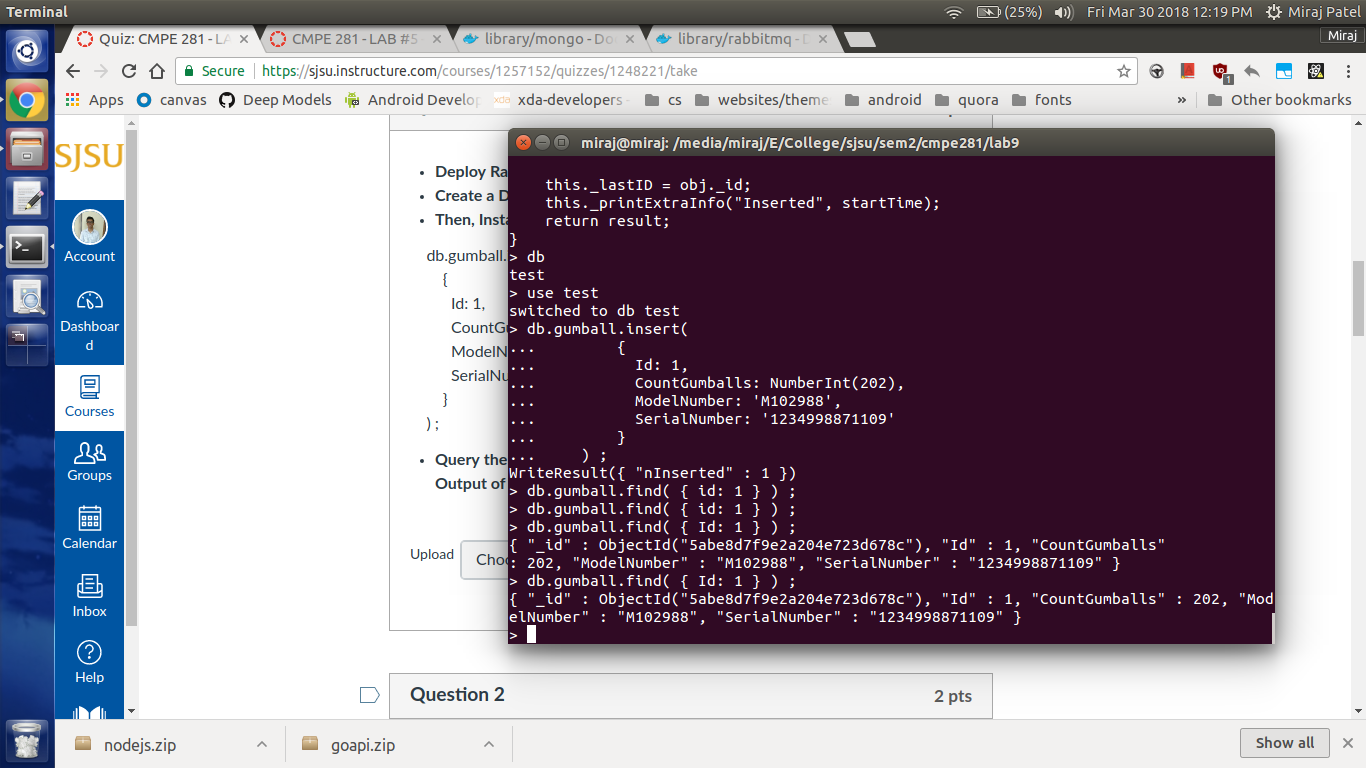 Terminal
(25%)
Fri Mar 30 2018 12:19 PM
Miraj Patel
Quiz: CMPE 281 - LA
CMPE 281 - LAB #5
library/mongo - Do
library/rabbitmq - D
Miraj
Secure
https://sjsu.instructure.com/courses/1257152/quizzes/1248221/take
1
Apps
canvas
Deep Models
Android Develop
xda
xda-developers
cs
websites/theme
android
quora
fonts
»
Other bookmarks
SJSU
Account
Dashboar
d
Courses
Groups
Calendar
Inbox
Help
Deploy Ra
Create a D
Then, Insta
db.gumball.
{
Id: 1,
CountGu
ModelN
SerialNu
}
) ;
Query the
Output of
Upload
Choo
miraj@miraj: /media/miraj/E/College/sjsu/sem2/cmpe281/lab9
this._lastID = obj._id;
this._printExtraInfo("Inserted", startTime);
return result;
}
> db
test
> use test
switched to db test
> db.gumball.insert(
... {
... Id: 1,
... CountGumballs: NumberInt(202),
... ModelNumber: 'M102988',
... SerialNumber: '1234998871109'
... }
... ) ;
WriteResult({ "nInserted" : 1 })
> db.gumball.find( { id: 1 } ) ;
> db.gumball.find( { id: 1 } ) ;
> db.gumball.find( { Id: 1 } ) ;
{ "_id" : ObjectId("5abe8d7f9e2a204e723d678c"), "Id" : 1, "CountGumballs"
: 202, "ModelNumber" : "M102988", "SerialNumber" : "1234998871109" }
> db.gumball.find( { Id: 1 } ) ;
{ "_id" : ObjectId("5abe8d7f9e2a204e723d678c"), "Id" : 1, "CountGumballs" : 202, "Mod
elNumber" : "M102988", "SerialNumber" : "1234998871109" }
>
Question 2
2 pts
nodejs.zip
goapi.zip
Show all